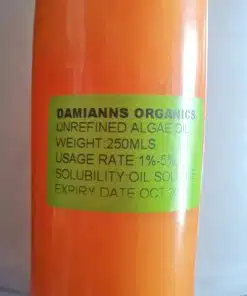 DAMIANNS ORGANICS
UNREFINED ALGAE OIL
WEIGHT:250MLS
USAGE RATE 1%-5%
SOLUBILITY:OIL
EXPIRY DATE OCT